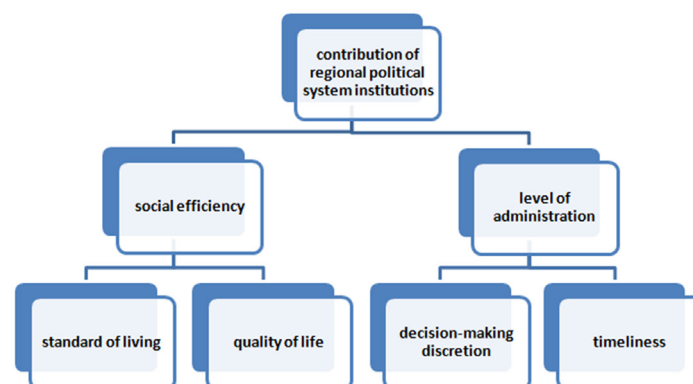 contribution of
regional political
system institutions
social efficiency
level of
administration
standard of living
quality of life
decision-making
discretion
timeliness